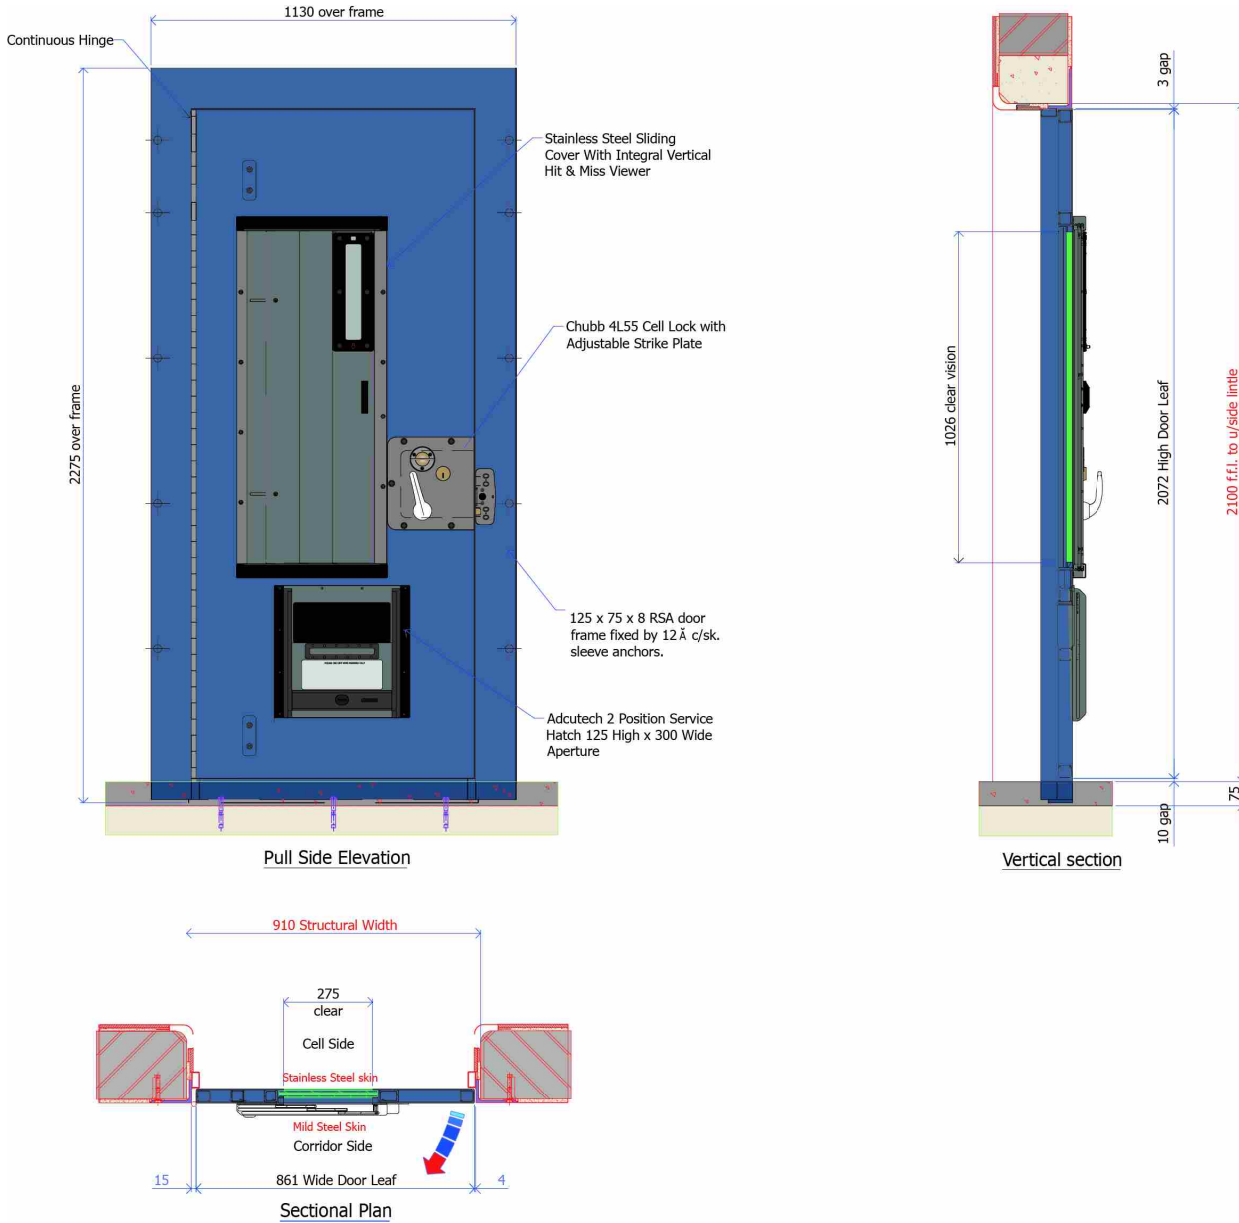 1130 over frame
Continuous Hinge
2275 over frame
Stainless Steel Sliding
Cover With Integral Vertical
Hit & Miss Viewer
Chubb 4L55 Cell Lock with
Adjustable Strike Plate
125 x 75 x 8 RSA door
frame fixed by 12Å c/sk.
sleeve anchors.
Adcutech 2 Position Service
Hatch 125 High x 300 Wide
Aperture
Pull Side Elevation
3 gap
1026 clear vision
2072 High Door Leaf
2100 f.f.l. to u/side lintle
75
10 gap
Vertical section
910 Structural Width
275
clear
Cell Side
Stainless Steel skin
Mild Steel Skin
Corridor Side
15
861 Wide Door Leaf
4
Sectional Plan